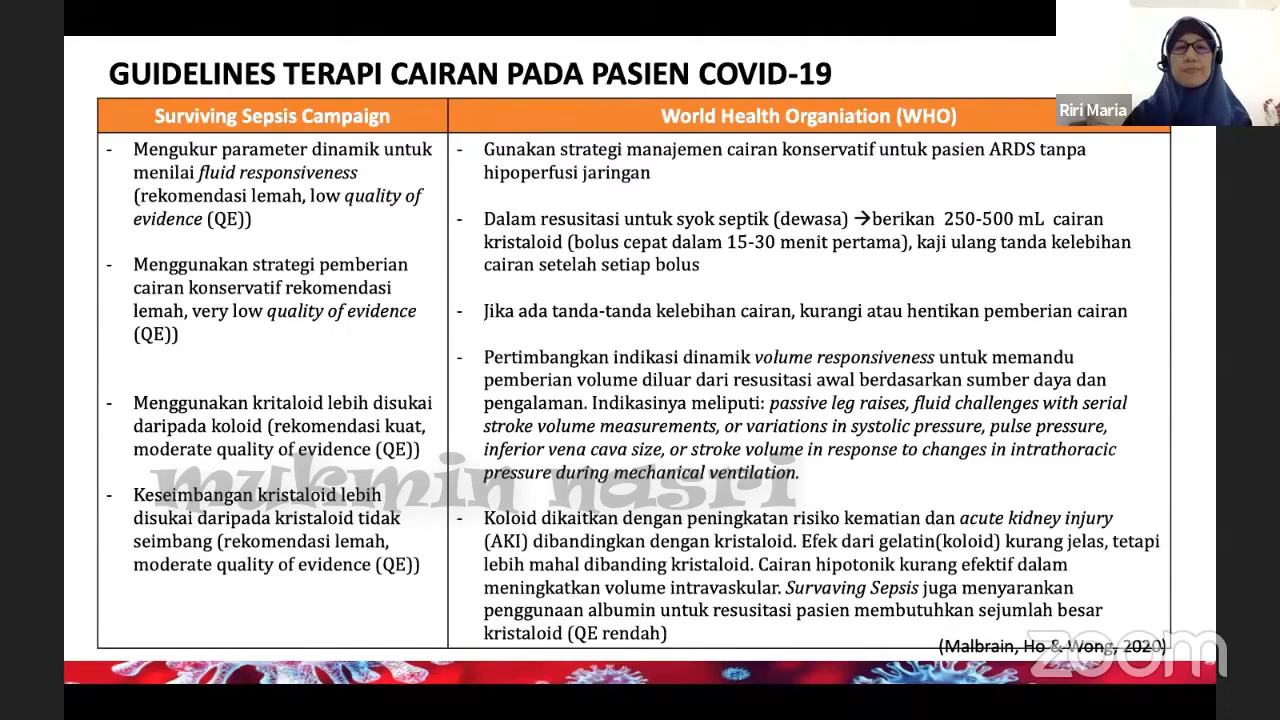 GUIDELINES TERAPI CAIRAN PADA PASIEN COVID-19
Riri Maria
Surviving Sepsis Campaign
World Health Organiation (WHO)
- Mengukur parameter dinamik untuk
menilai fluid responsiveness
(rekomendasi lemah, low quality of
evidence (QE))
- Menggunakan strategi pemberian
cairan konservatif rekomendasi
lemah, very low quality of evidence
(QE))
- Menggunakan kritaloid lebih disukai
daripada koloid (rekomendasi kuat,
moderate quality of evidence (QE))
- Keseimbangan kristaloid lebih
disukai daripada kristaloid tidak
seimbang (rekomendasi lemah,
moderate quality of evidence (QE))
- Gunakan strategi manajemen cairan konservatif untuk pasien ARDS tanpa
hipoperfusi jaringan
- Dalam resusitasi untuk syok septik (dewasa) →berikan 250-500 mL cairan
kristaloid (bolus cepat dalam 15-30 menit pertama), kaji ulang tanda kelebihan
cairan setelah setiap bolus
- Jika ada tanda-tanda kelebihan cairan, kurangi atau hentikan pemberian cairan
- Pertimbangkan indikasi dinamik volume responsiveness untuk memandu
pemberian volume diluar dari resusitasi awal berdasarkan sumber daya dan
pengalaman. Indikasinya meliputi: passive leg raises, fluid challenges with serial
stroke volume measurements, or variations in systolic pressure, pulse pressure,
inferior vena cava size, or stroke volume in response to changes in intrathoracic
pressure during mechanical ventilation.
- Koloid dikaitkan dengan peningkatan risiko kematian dan acute kidney injury
(AKI) dibandingkan dengan kristaloid. Efek dari gelatin(koloid) kurang jelas, tetapi
lebih mahal dibanding kristaloid. Cairan hipotonik kurang efektif dalam
meningkatkan volume intravaskular. Survaving Sepsis juga menyarankan
penggunaan albumin untuk resusitasi pasien membutuhkan sejumlah besar
kristaloid (QE rendah)
(Malbrain, Ho & Wong, 2020)
mukmin nasri
zoom